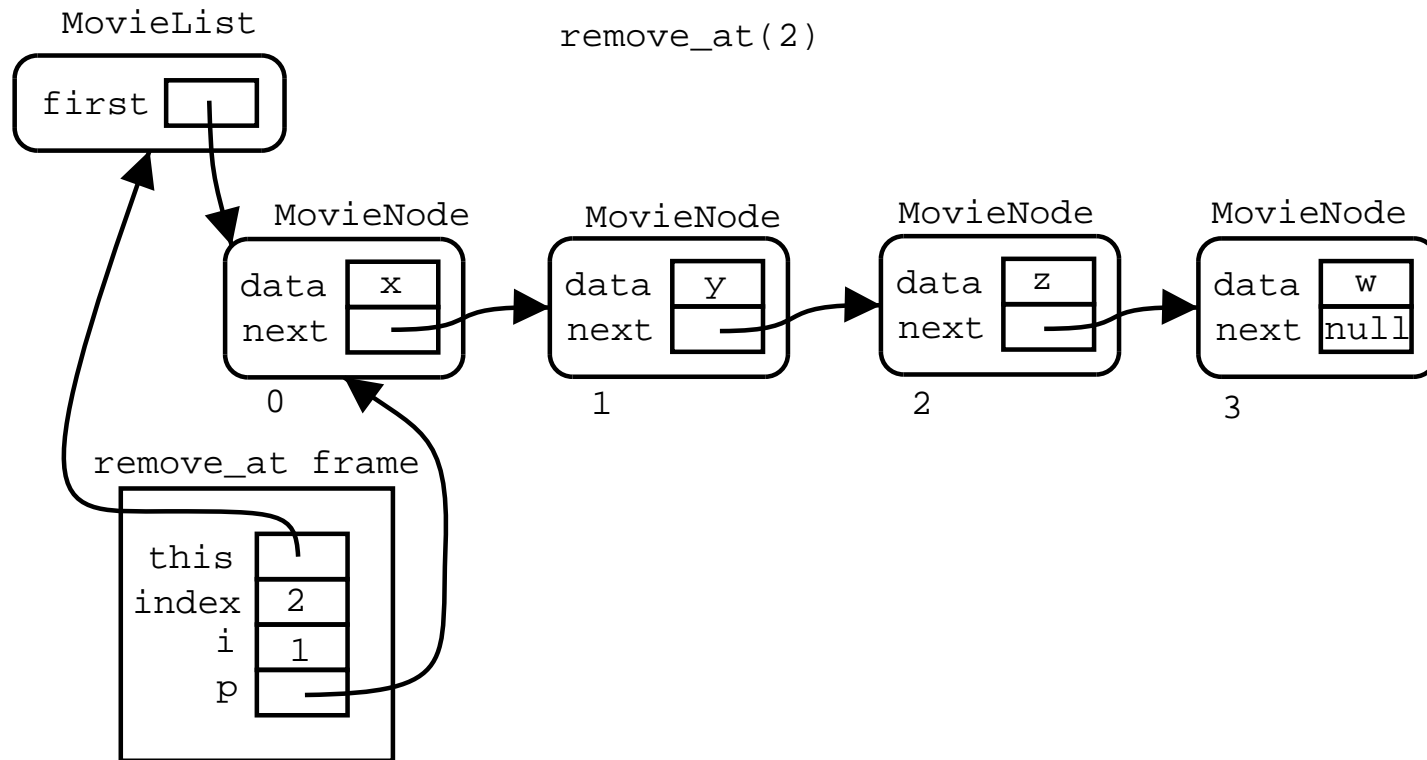 MovieList
remove_at(2)
first
MovieNode
MovieNode
MovieNode
MovieNode
data x
next
data y
next
data z
next
data w
next null
0
1
2
3
remove_at frame
this
index 2
i 1
p